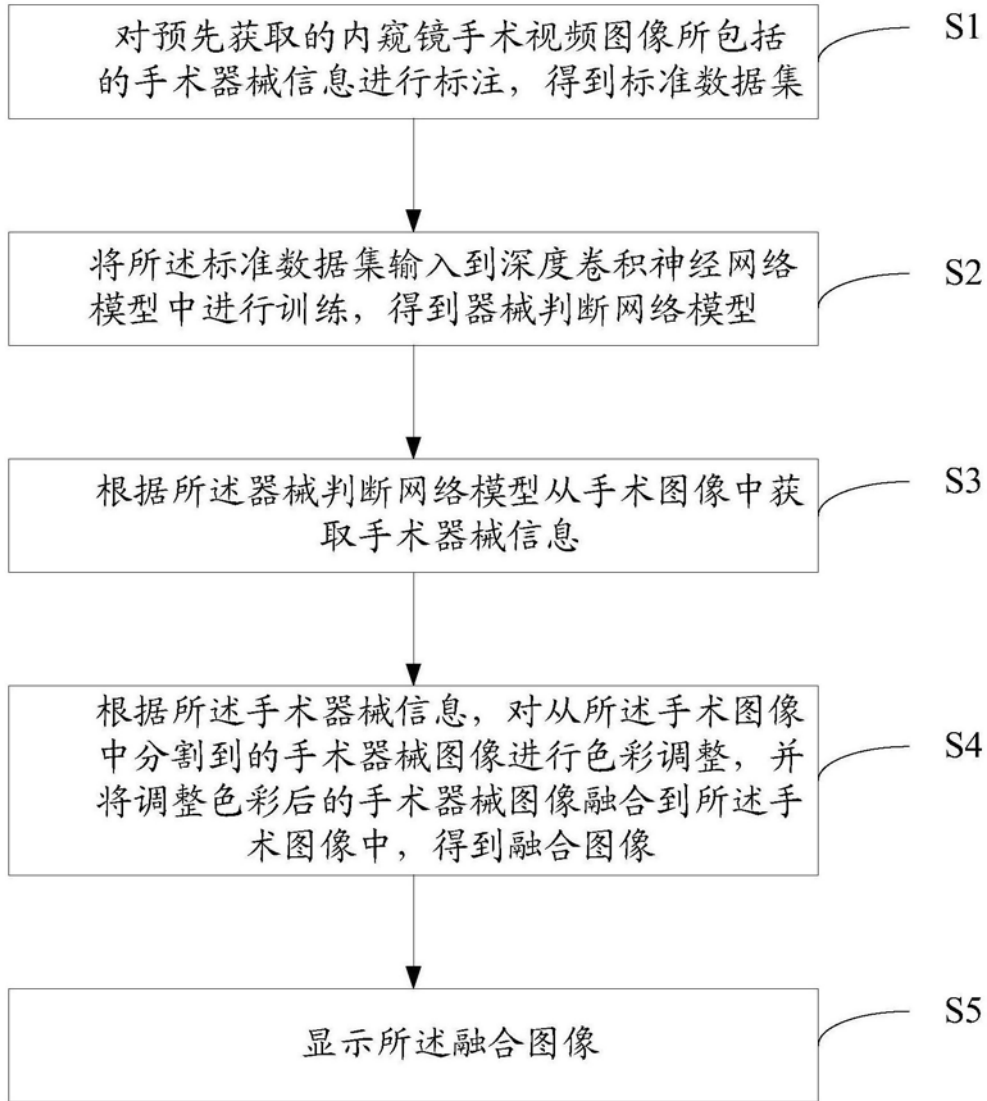 对预先获取的内窥镜手术视频图像所包括
的手术器械信息进行标注，得到标准数据集
S1
将所述标准数据集输入到深度卷积神经网络
模型中进行训练，得到器械判断网络模型
S2
根据所述器械判断网络模型从手术图像中获
取手术器械信息
S3
根据所述手术器械信息，对从所述手术图像
中分割到的手术器械图像进行色彩调整，并
将调整色彩后的手术器械图像融合到所述手
术图像中，得到融合图像
S4
显示所述融合图像
S5